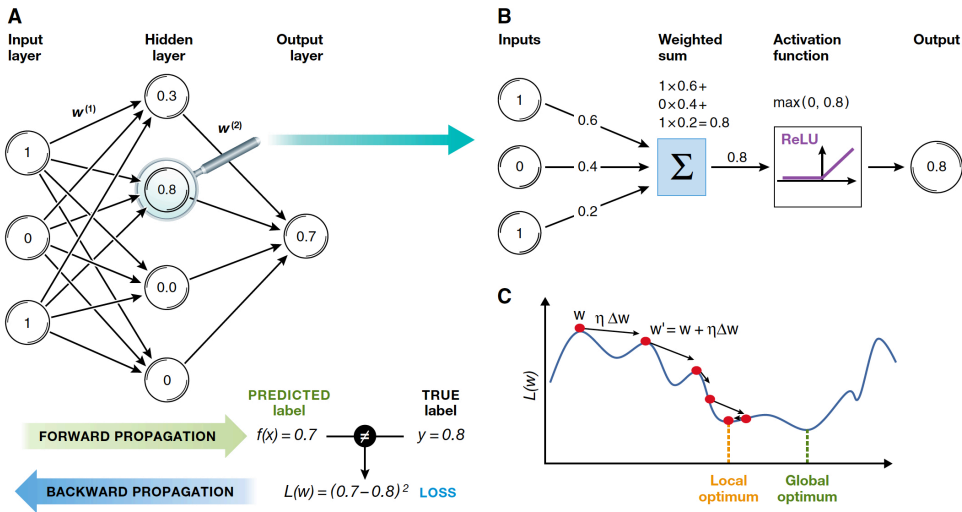 A
Input
layer
Hidden
layer
Output
layer
w(1)
w(2)
1
0
1
0.3
0.8
0.0
0
0.7
PREDICTED
label
TRUE
label
FORWARD PROPAGATION
f(x) = 0.7
≠
y = 0.8
BACKWARD PROPAGATION
L(w) = (0.7 – 0.8)²
LOSS
B
Inputs
Weighted
sum
Activation
function
Output
1×0.6+
0×0.4+
1×0.2=0.8
max(0, 0.8)
1
0
1
0.6
0.4
0.2
Σ
0.8
ReLU
0.8
C
L(w)
w
η Δw
w' = w + ηΔw
Local
optimum
Global
optimum